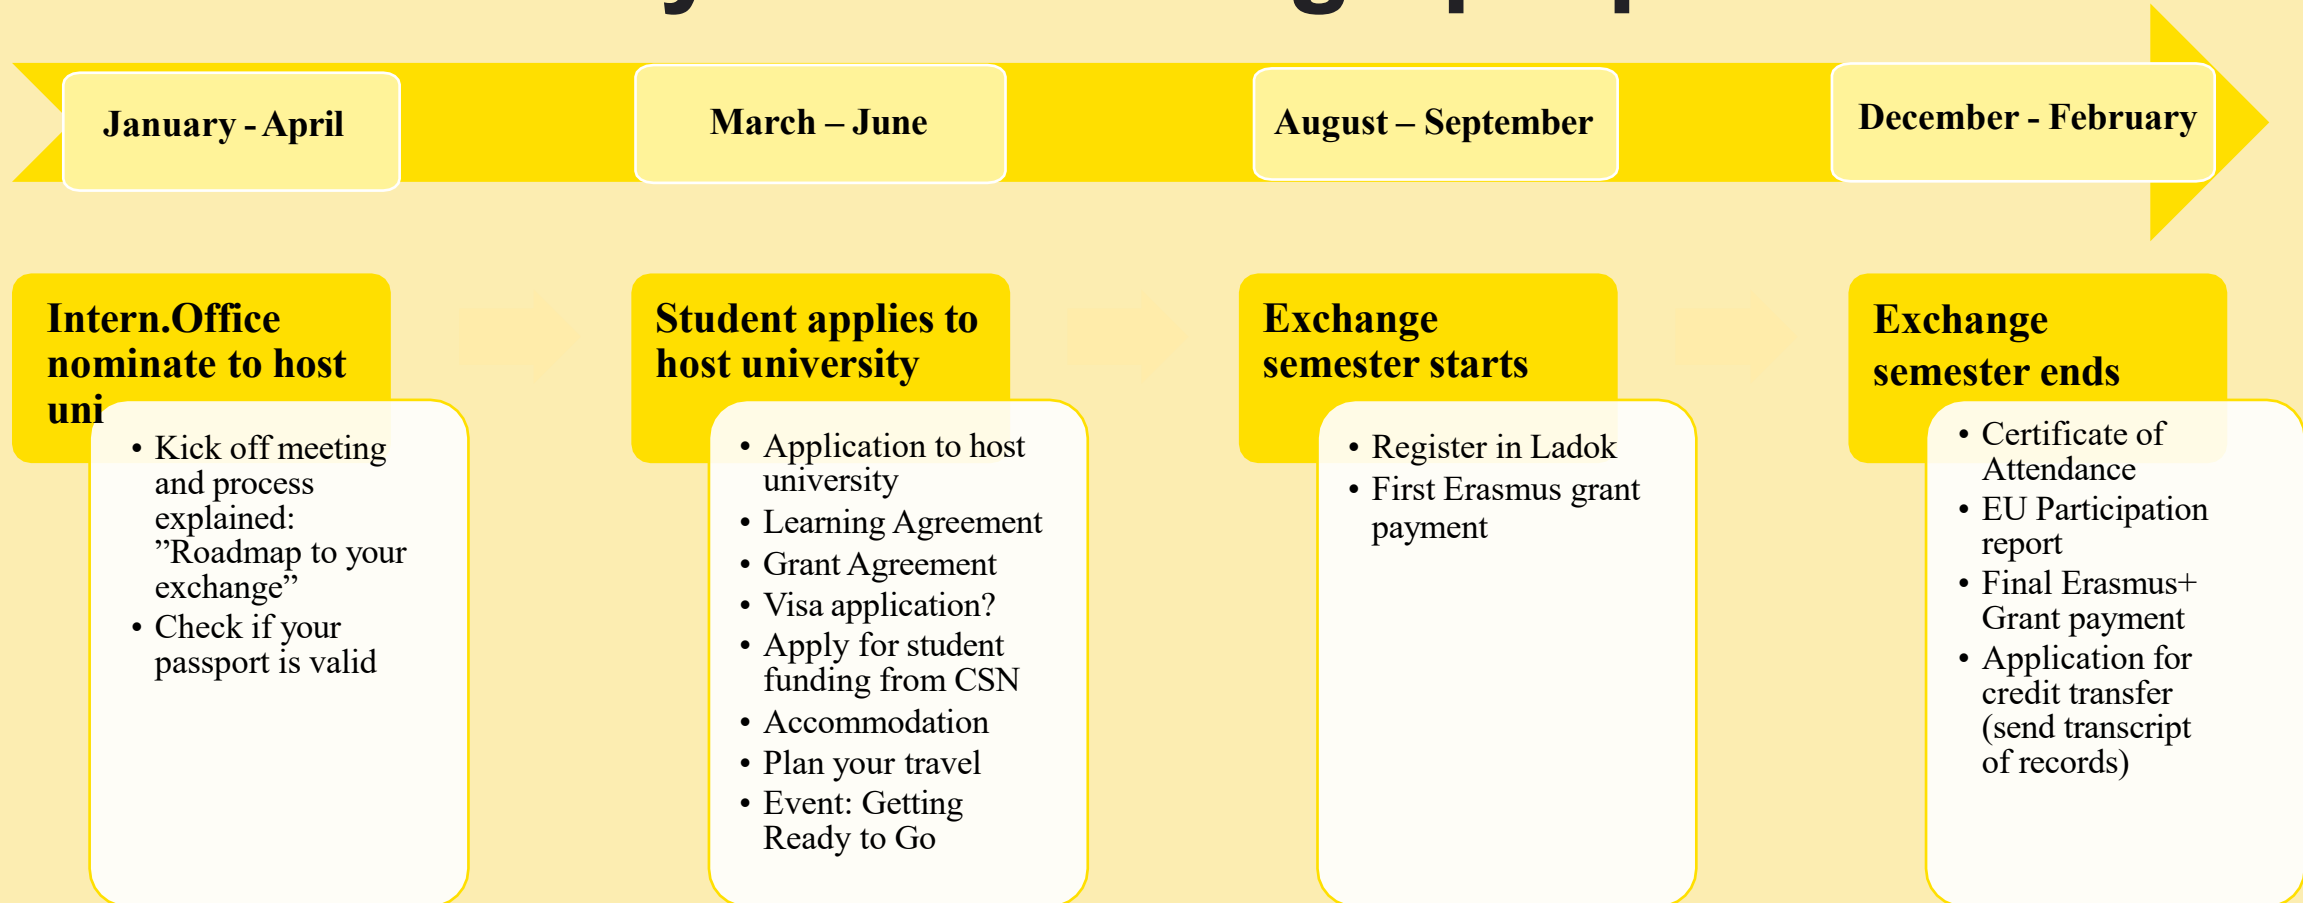 January - April
March – June
August – September
December - February
Intern.Office
nominate to host
uni
• Kick off meeting
and process
explained:
”Roadmap to your
exchange”
• Check if your
passport is valid
Student applies to
host university
• Application to host
university
• Learning Agreement
• Grant Agreement
• Visa application?
• Apply for student
funding from CSN
• Accommodation
• Plan your travel
• Event: Getting
Ready to Go
Exchange
semester starts
• Register in Ladok
• First Erasmus grant
payment
Exchange
semester ends
• Certificate of
Attendance
• EU Participation
report
• Final Erasmus+
Grant payment
• Application for
credit transfer
(send transcript
of records)